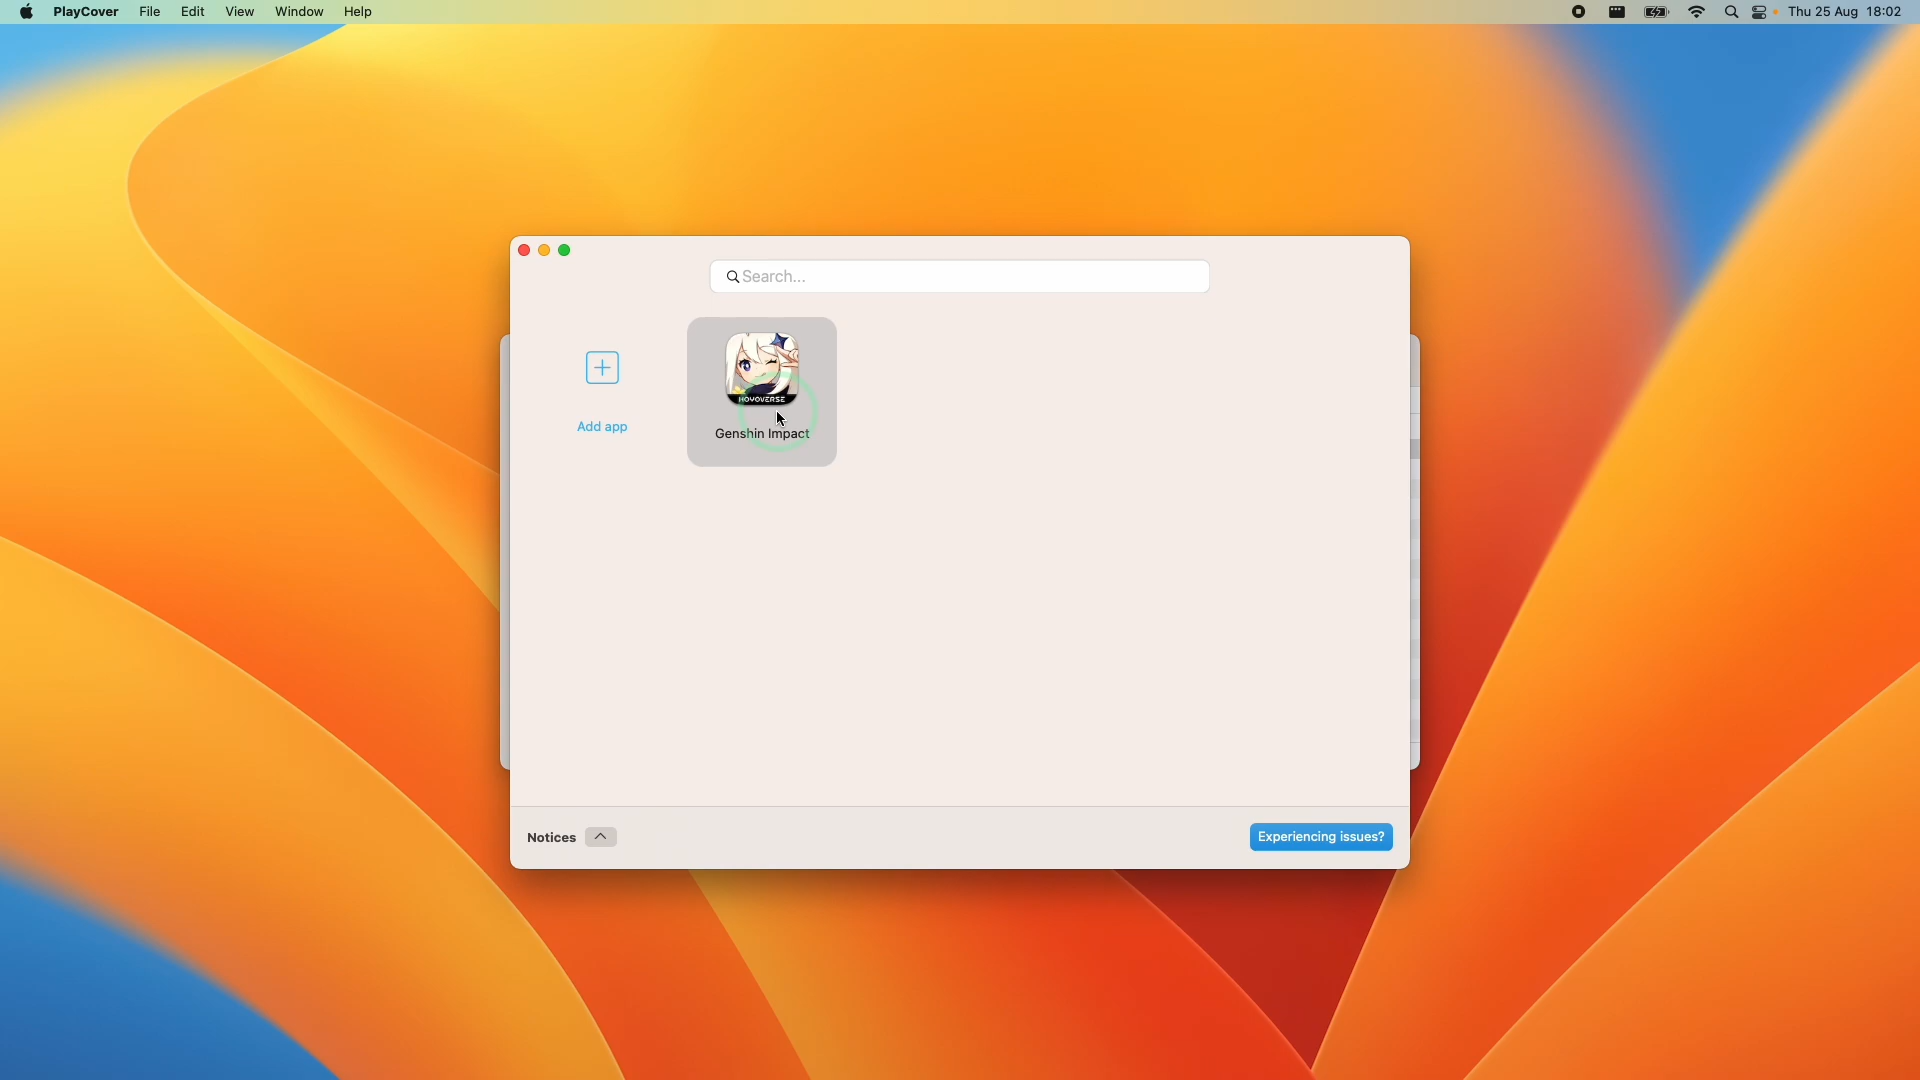 PlayCover File Edit View Window Help Thu 25 Aug 18:02
Search...
HOYOVERSE
Add app
Genshin Impact
Notices
Experiencing issues?